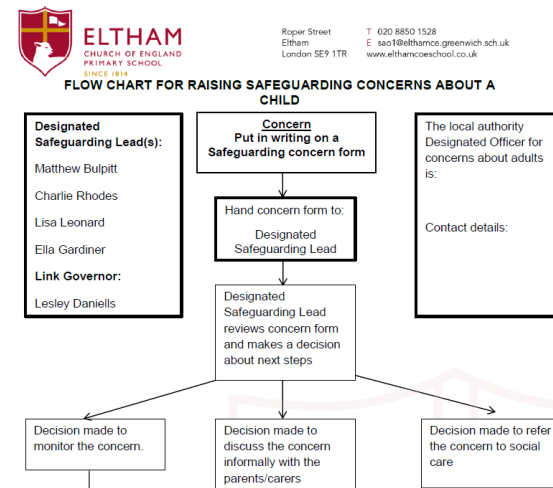 ELTHAM
CHURCH OF ENGLAND
PRIMARY SCHOOL
SINCE 1814
Roper Street
Eltham
London SE9 1TR
T 020 8850 1528
E sao1@elthamce.greenwich.sch.uk
www.elthamcoeschool.co.uk
FLOW CHART FOR RAISING SAFEGUARDING CONCERNS ABOUT A
CHILD
Designated
Safeguarding Lead(s):
Matthew Bulpitt
Charlie Rhodes
Lisa Leonard
Ella Gardiner
Link Governor:
Lesley Daniells
Concern
Put in writing on a
Safeguarding concern form
Hand concern form to:
Designated
Safeguarding Lead
The local authority
Designated Officer for
concerns about adults
is:
Contact details:
Designated
Safeguarding Lead
reviews concern form
and makes a decision
about next steps
Decision made to
monitor the concern.
Decision made to
discuss the concern
informally with the
parents/carers
Decision made to refer
the concern to social
care